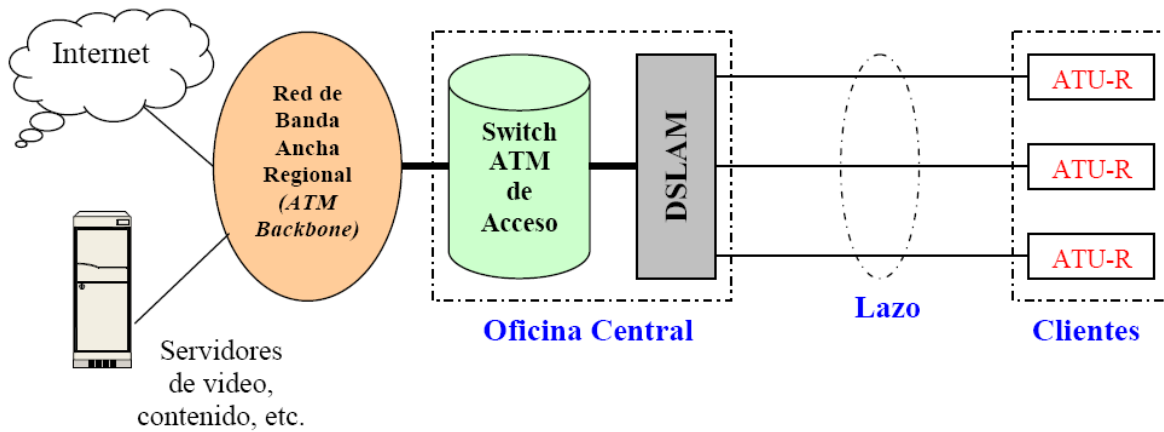 Internet
Red de
Banda
Ancha
Regional
(ATM
Backbone)
Servidores
de video,
contenido, etc.
Switch
ATM
de
Acceso
DSLAM
Oficina Central
Lazo
ATU-R
ATU-R
ATU-R
Clientes